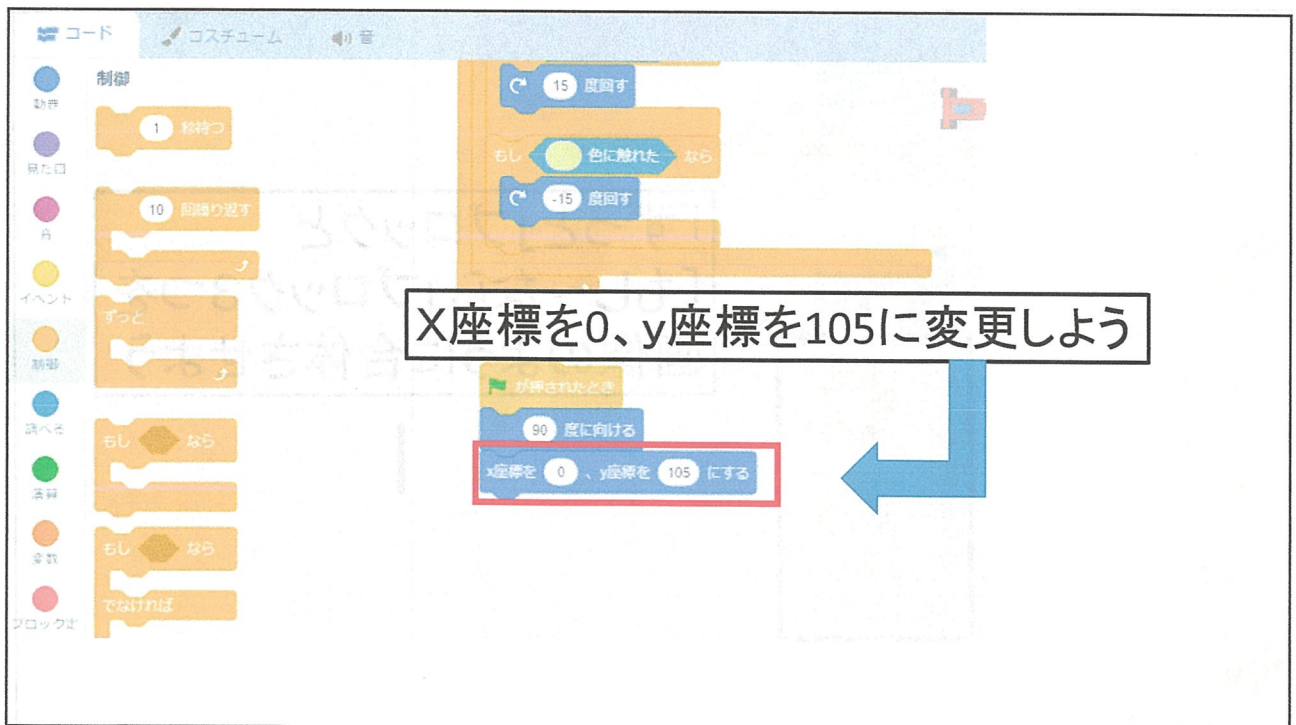 コード コスチューム 音
制御
動き
見た目
音
イベント
制御
調べる
演算
変数
ブロック定
1 秒待つ
10 回繰り返す
ずっと
もし なら
もし なら
でなければ
15 度回す
もし 色に触れた なら
-15 度回す
X座標を0、y座標を105に変更しよう
が押されたとき
90 度に向ける
x座標を 0 、y座標を 105 にする